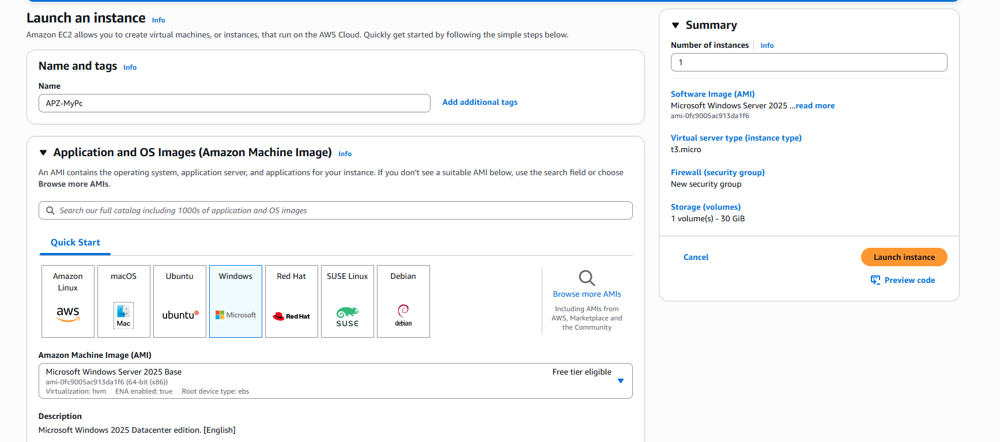 Launch an instance Info
Amazon EC2 allows you to create virtual machines, or instances, that run on the AWS Cloud. Quickly get started by following the simple steps below.
Name and tags Info
Name
APZ-MyPc
Add additional tags
Application and OS Images (Amazon Machine Image) Info
An AMI contains the operating system, application server, and applications for your instance. If you don't see a suitable AMI below, use the search field or choose
Browse more AMIs.
Search our full catalog including 1000s of application and OS images
Quick Start
Amazon
Linux
aws
macOS
Mac
Ubuntu
ubuntu
Windows
Microsoft
Red Hat
Red Hat
SUSE Linux
SUSE
Debian
debian
Browse more AMIs
Including AMIs from
AWS, Marketplace and
the Community
Amazon Machine Image (AMI)
Microsoft Windows Server 2025 Base
Free tier eligible
ami-0fc9005ac913da1f6 (64-bit (x86))
Virtualization: hvm ENA enabled: true Root device type: ebs
Description
Microsoft Windows 2025 Datacenter edition. [English]
Summary
Number of instances Info
1
Software Image (AMI)
Microsoft Windows Server 2025 ...read more
ami-0fc9005ac913da1f6
Virtual server type (instance type)
t3.micro
Firewall (security group)
New security group
Storage (volumes)
1 volume(s) - 30 GiB
Cancel
Launch instance
Preview code